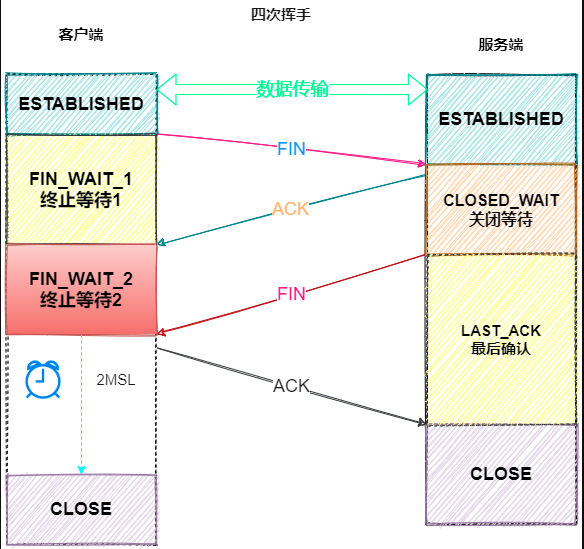 四次挥手
客户端
服务端
ESTABLISHED
数据传输
ESTABLISHED
FIN
FIN_WAIT_1
终止等待1
CLOSED_WAIT
关闭等待
ACK
FIN_WAIT_2
终止等待2
FIN
LAST_ACK
最后确认
2MSL
ACK
CLOSE
CLOSE